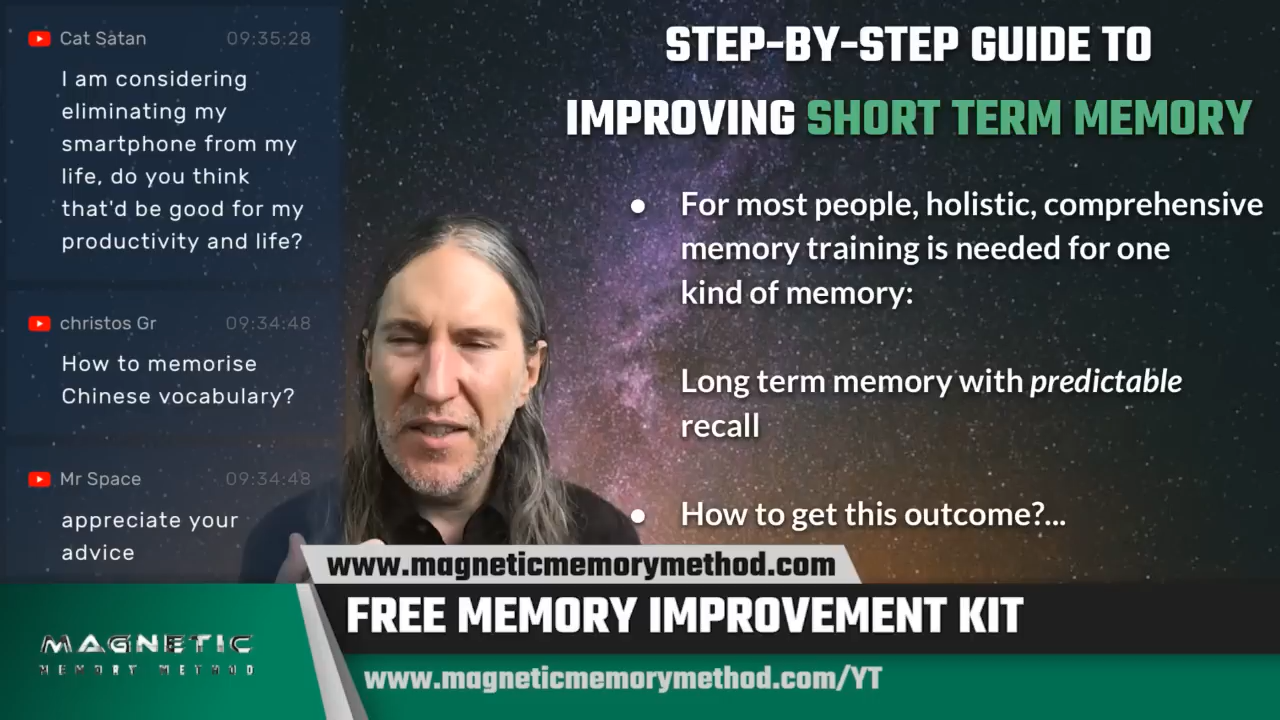 Cat Satan 09:35:28
I am considering
eliminating my
smartphone from my
life, do you think
that'd be good for my
productivity and life?
christos Gr 09:34:48
How to memorise
Chinese vocabulary?
Mr Space 09:34:48
appreciate your
advice
STEP-BY-STEP GUIDE TO
IMPROVING SHORT TERM MEMORY
● For most people, holistic, comprehensive
memory training is needed for one
kind of memory:
Long term memory with predictable
recall
● How to get this outcome?...
www.magneticmemorymethod.com
FREE MEMORY IMPROVEMENT KIT
www.magneticmemorymethod.com/YT
MAGNETIC
MEMORY METHOD